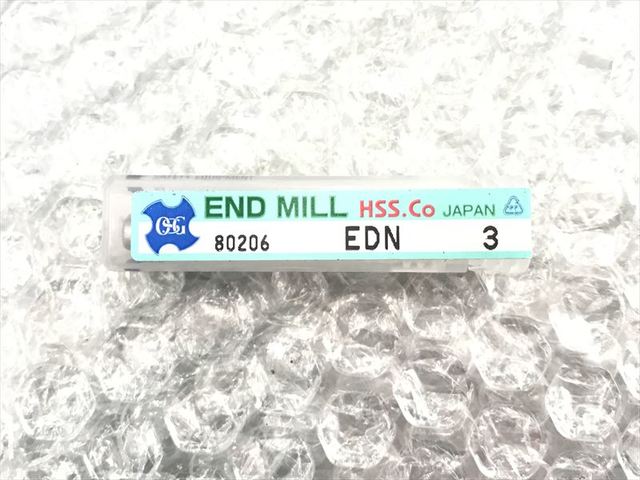 OSG END MILL HSS.Co JAPAN
80206 EDN 3